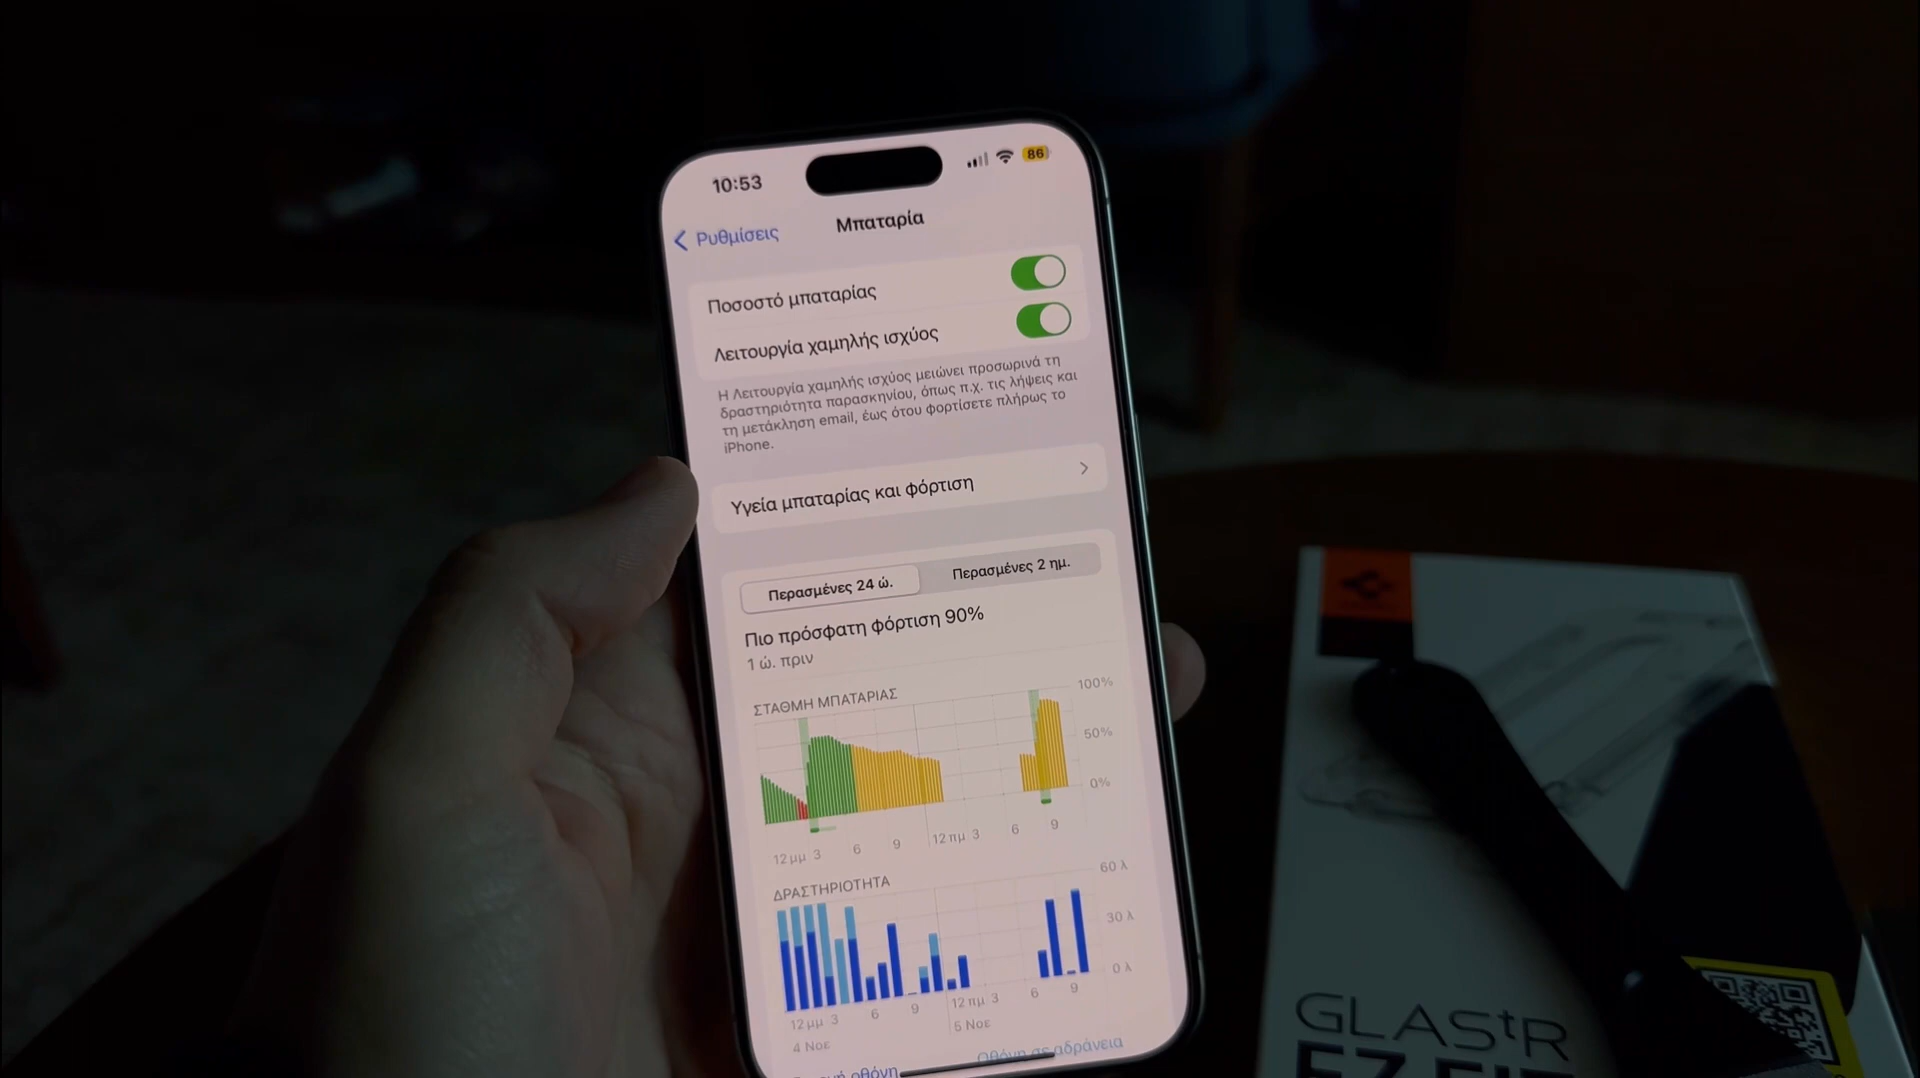 10:53
86
Ρυθμίσεις
Μπαταρία
Ποσοστό μπαταρίας
Λειτουργία χαμηλής ισχύος
Η Λειτουργία χαμηλής ισχύος μειώνει προσωρινά τη
δραστηριότητα παρασκηνίου, όπως π.χ. τις λήψεις και
τη μετάκληση email, έως ότου φορτίσετε πλήρως το
iPhone.
Υγεία μπαταρίας και φόρτιση
Περασμένες 24 ώ.
Περασμένες 2 ημ.
Πιο πρόσφατη φόρτιση 90%
1 ώ. πριν
ΣΤΑΘΜΗ ΜΠΑΤΑΡΙΑΣ
100%
50%
0%
12 μμ 3 6 9 12 πμ 3 6 9
ΔΡΑΣΤΗΡΙΟΤΗΤΑ
60 λ
30 λ
0 λ
12 μμ 3 6 9 12 πμ 3 6 9
4 Νοε
5 Νοε
οθόνη
Οθόνη σε αδράνεια
GLAStR
EZ FIT